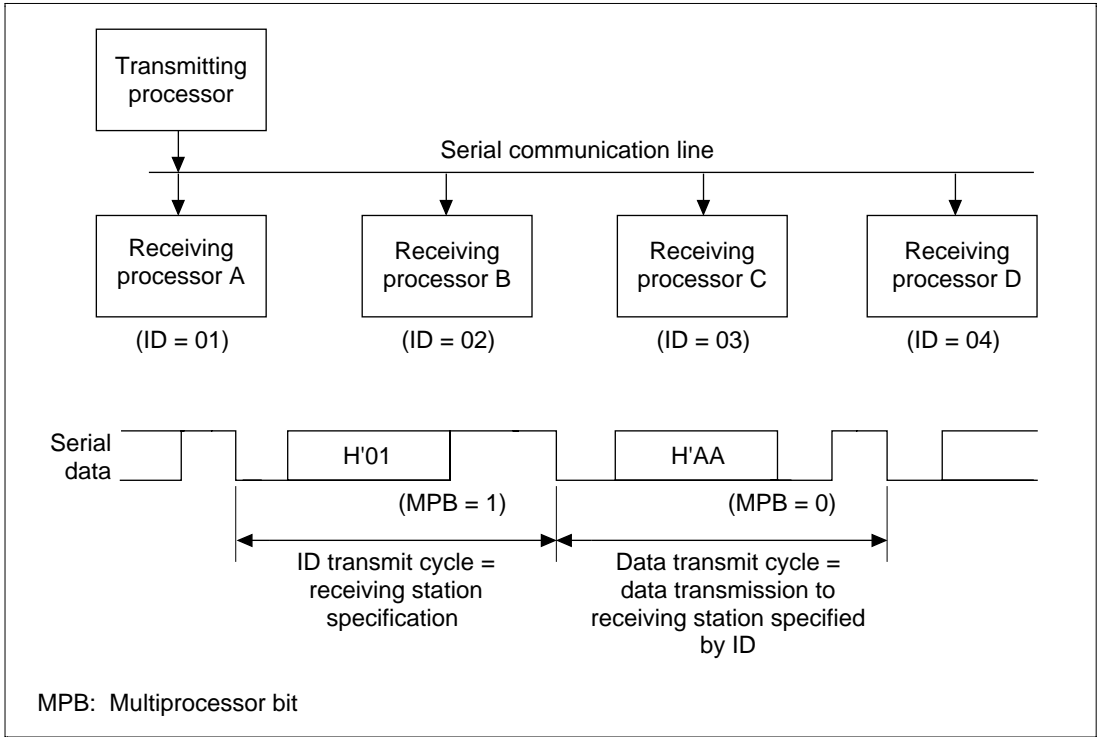 Transmitting
processor
Serial communication line
Receiving
processor A
Receiving
processor B
Receiving
processor C
Receiving
processor D
(ID = 01)
(ID = 02)
(ID = 03)
(ID = 04)
Serial
data
H'01
H'AA
(MPB = 1)
(MPB = 0)
ID transmit cycle =
receiving station
specification
Data transmit cycle =
data transmission to
receiving station specified
by ID
MPB: Multiprocessor bit